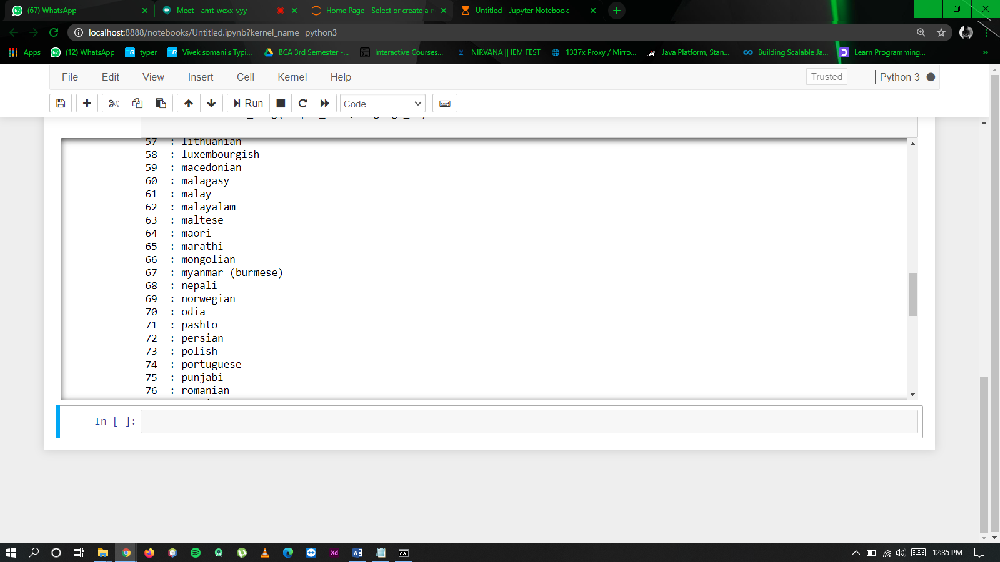 (67) WhatsApp
Meet - amt-wexx-vyy
Home Page - Select or create a n
Untitled - Jupyter Notebook
localhost:8888/notebooks/Untitled.ipynb?kernel_name=python3
Apps
67
(12) WhatsApp
typer
Vivek somani's Typi...
BCA 3rd Semester -...
Interactive Courses...
NIRVANA || IEM FEST
1337x Proxy / Mirro...
Java Platform, Stan...
Building Scalable Ja...
Learn Programming...
File Edit View Insert Cell Kernel Help
Trusted
Python 3
Run
Code
57 : lithuanian
58 : luxembourgish
59 : macedonian
60 : malagasy
61 : malay
62 : malayalam
63 : maltese
64 : maori
65 : marathi
66 : mongolian
67 : myanmar (burmese)
68 : nepali
69 : norwegian
70 : odia
71 : pashto
72 : persian
73 : polish
74 : portuguese
75 : punjabi
76 : romanian
In [ ]:
Xd
12:35 PM